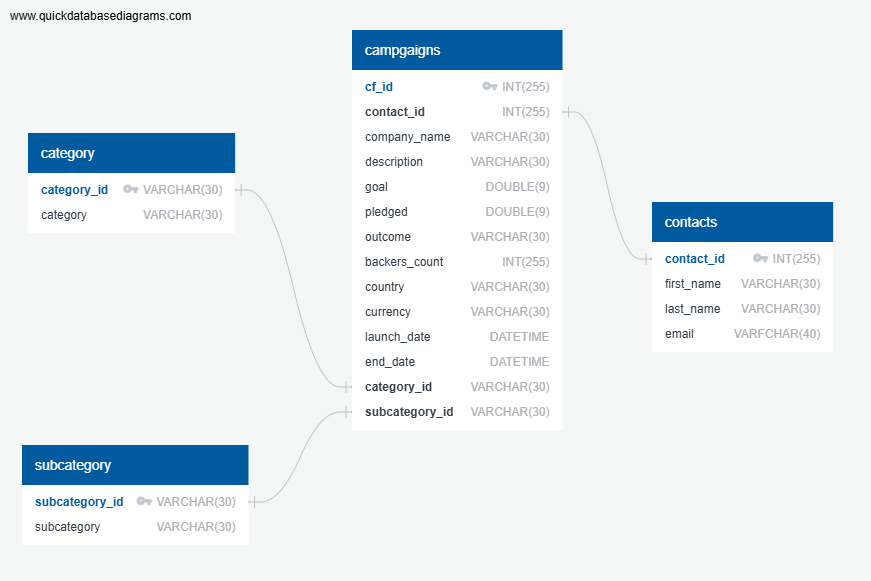 www.quickdatabasediagrams.com
campgaigns
cf_id INT(255)
contact_id INT(255)
company_name VARCHAR(30)
description VARCHAR(30)
goal DOUBLE(9)
pledged DOUBLE(9)
outcome VARCHAR(30)
backers_count INT(255)
country VARCHAR(30)
currency VARCHAR(30)
launch_date DATETIME
end_date DATETIME
category_id VARCHAR(30)
subcategory_id VARCHAR(30)
category
category_id VARCHAR(30)
category VARCHAR(30)
contacts
contact_id INT(255)
first_name VARCHAR(30)
last_name VARCHAR(30)
email VARFCHAR(40)
subcategory
subcategory_id VARCHAR(30)
subcategory VARCHAR(30)